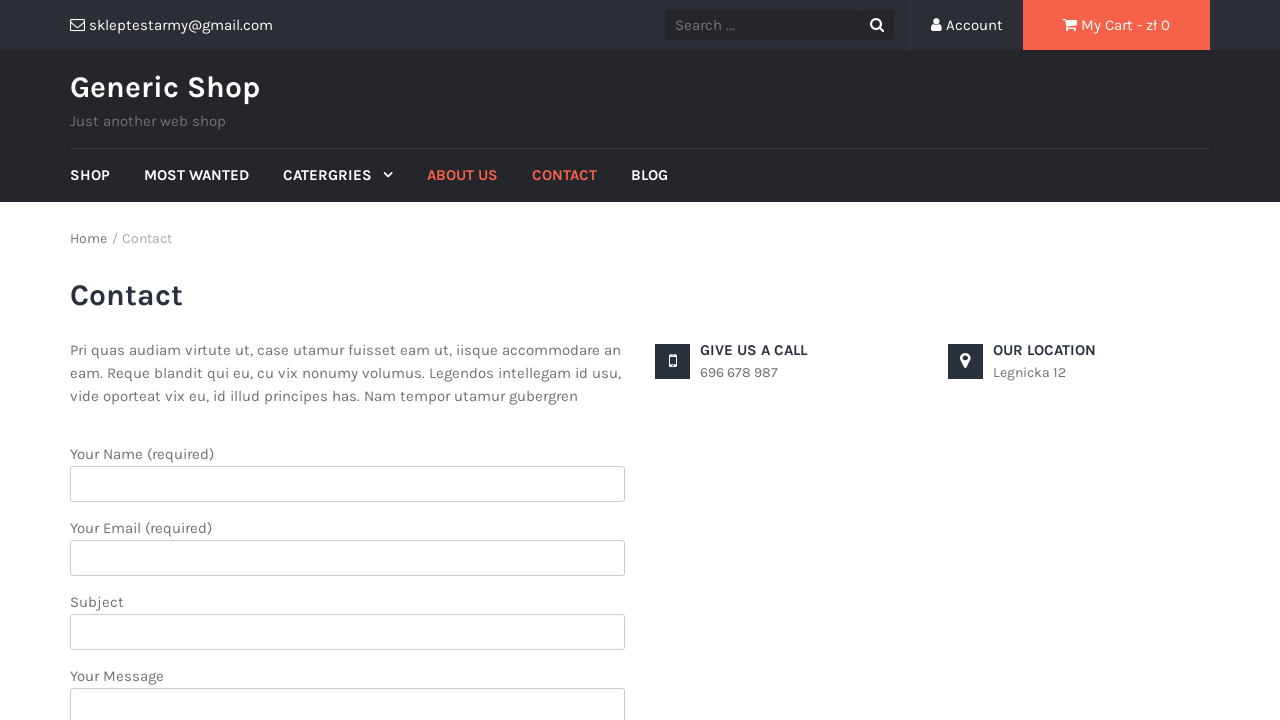 skleptestarmy@gmail.com
Search ...
Account
My Cart - zł 0
Generic Shop
Just another web shop
SHOP MOST WANTED CATERGRIES ABOUT US CONTACT BLOG
Home / Contact
Contact
Pri quas audiam virtute ut, case utamur fuisset eam ut, iisque accommodare an
eam. Reque blandit qui eu, cu vix nonumy volumus. Legendos intellegam id usu,
vide oporteat vix eu, id illud principes has. Nam tempor utamur gubergren
GIVE US A CALL
696 678 987
OUR LOCATION
Legnicka 12
Your Name (required)
Your Email (required)
Subject
Your Message